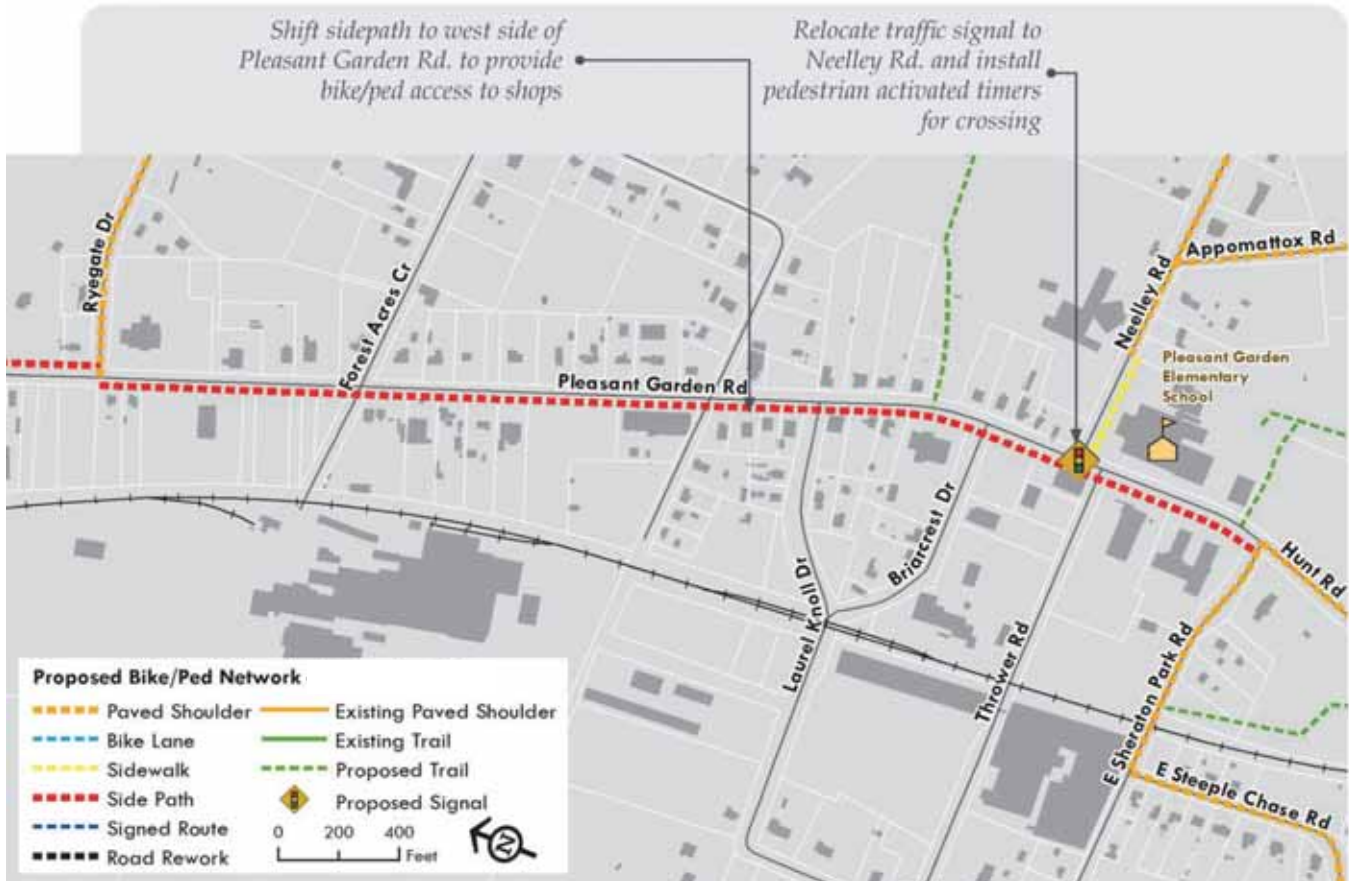 Shift sidepath to west side of
Pleasant Garden Rd. to provide
bike/ped access to shops
Relocate traffic signal to
Neelley Rd. and install
pedestrian activated timers
for crossing
Ryegate Dr
Forest Acres Cr
Pleasant Garden Rd
Neelley Rd
Appomattox Rd
Pleasant Garden
Elementary
School
Hunt Rd
Briarcrest Dr
Laurel Knoll Dr
Thrower Rd
E Sheraton Park Rd
E Steeple Chase Rd
Proposed Bike/Ped Network
Paved Shoulder
Bike Lane
Sidewalk
Side Path
Signed Route
Road Rework
Existing Paved Shoulder
Existing Trail
Proposed Trail
Proposed Signal
0 200 400
Feet
N